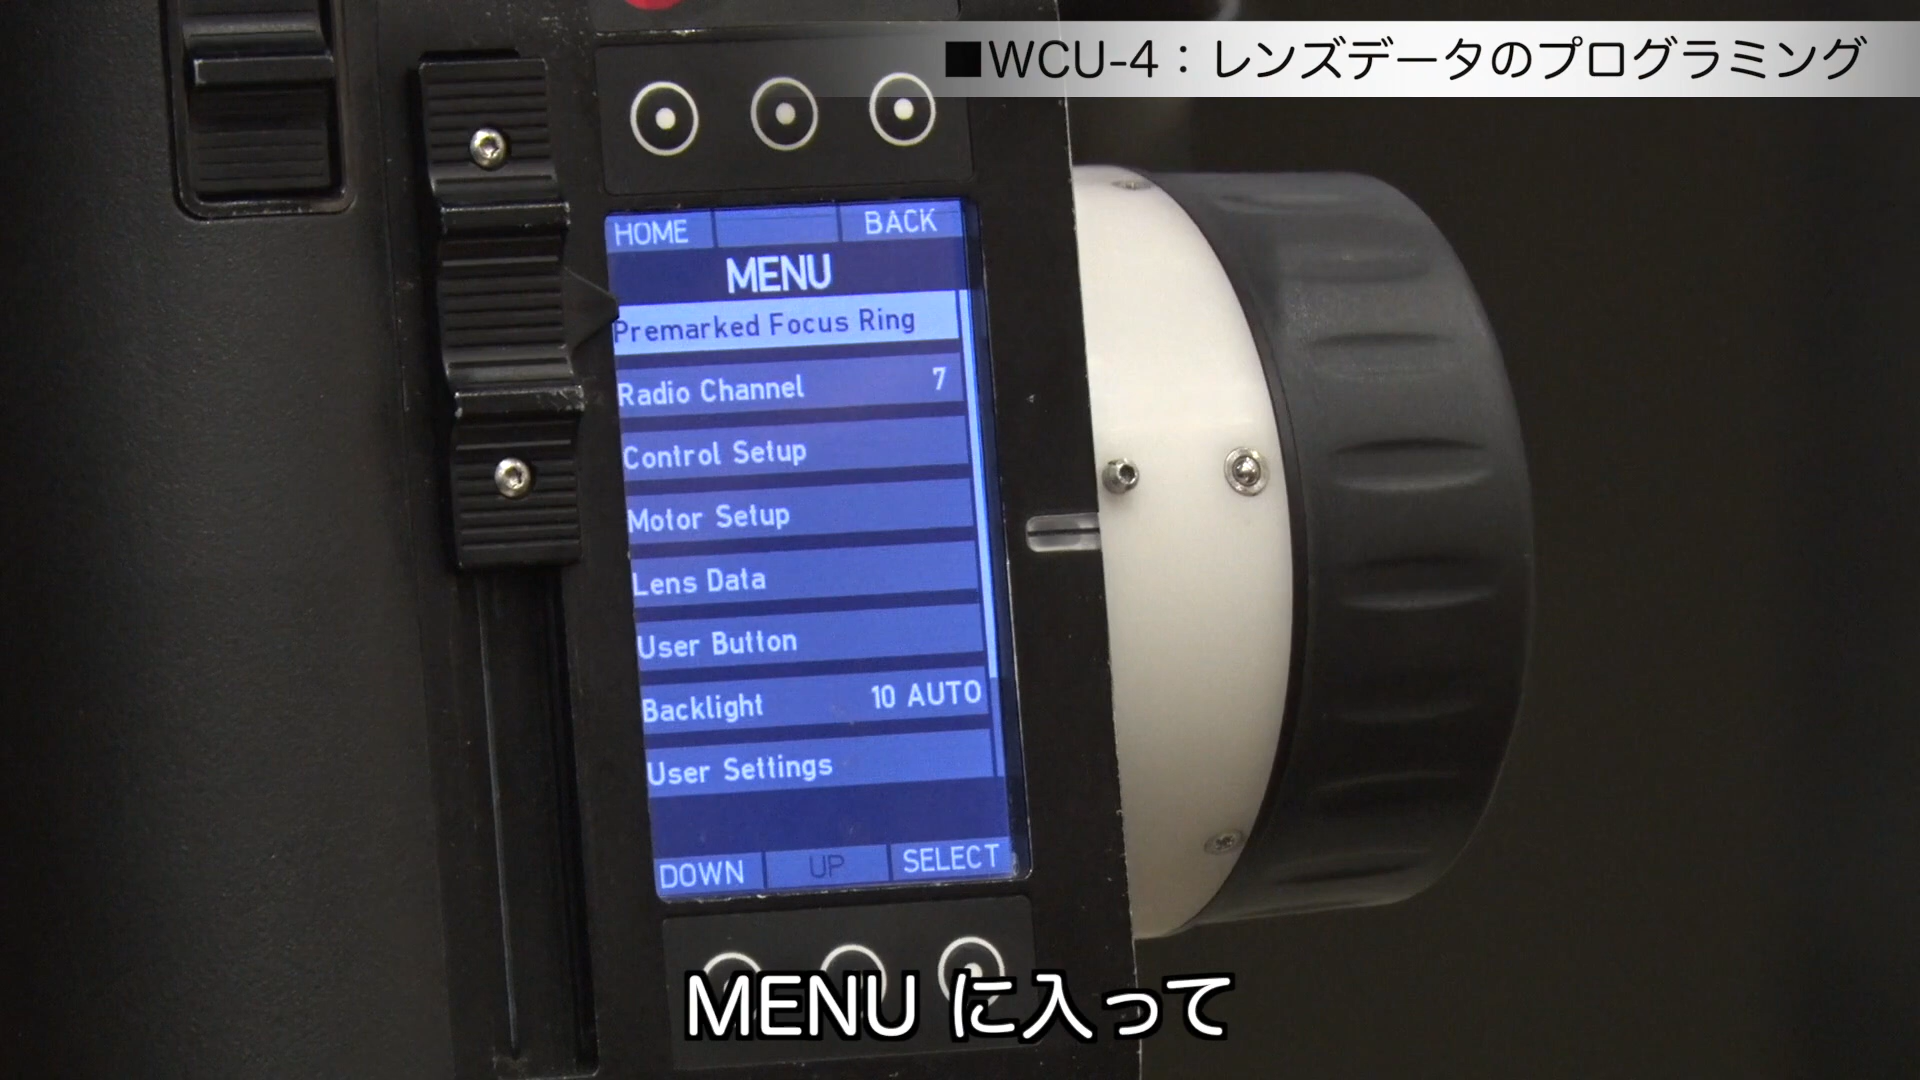 ■WCU-4：レンズデータのプログラミング
HOME BACK
MENU
Premarked Focus Ring
Radio Channel 7
Control Setup
Motor Setup
Lens Data
User Button
Backlight 10 AUTO
User Settings
DOWN UP SELECT
MENU に入って